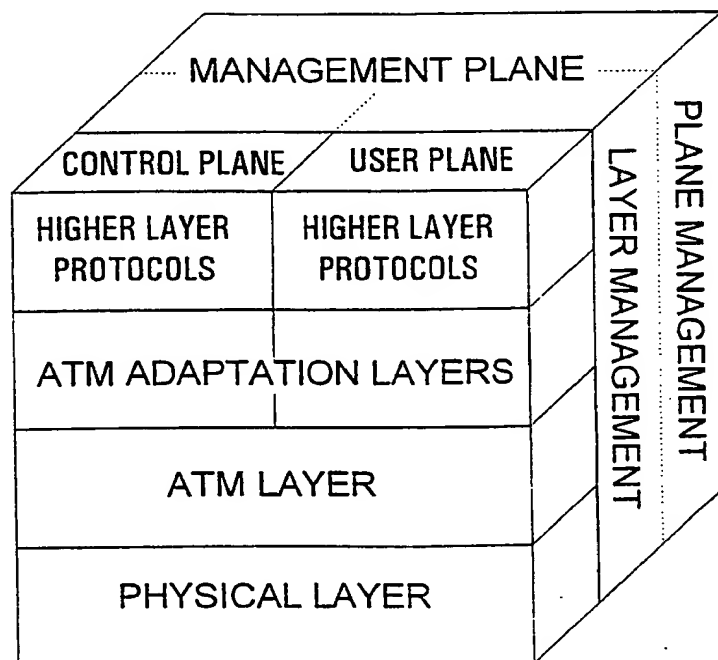 MANAGEMENT PLANE
CONTROL PLANE
USER PLANE
HIGHER LAYER
PROTOCOLS
HIGHER LAYER
PROTOCOLS
ATM ADAPTATION LAYERS
ATM LAYER
PHYSICAL LAYER
LAYER MANAGEMENT
PLANE MANAGEMENT